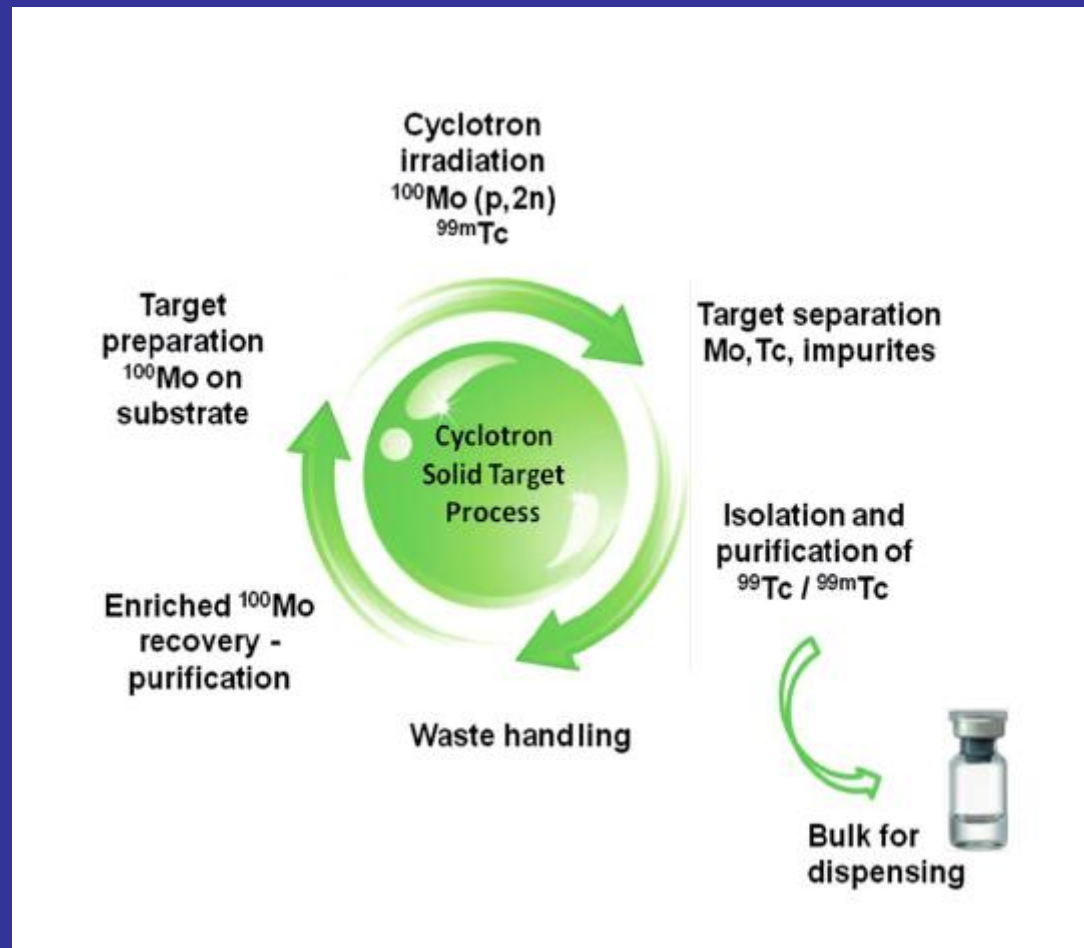 Cyclotron
irradiation
¹⁰⁰Mo (p,2n)
⁹⁹ᵐTc
Target separation
Mo,Tc, impurites
Isolation and
purification of
⁹⁹Tc / ⁹⁹ᵐTc
Bulk for
dispensing
Waste handling
Enriched ¹⁰⁰Mo
recovery -
purification
Target
preparation
¹⁰⁰Mo on
substrate
Cyclotron
Solid Target
Process